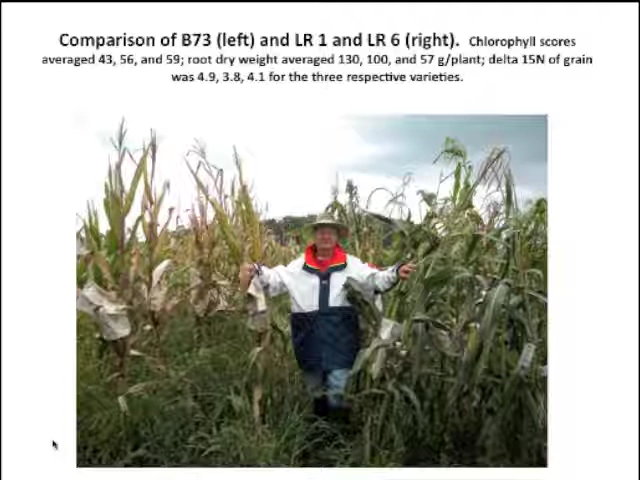 Comparison of B73 (left) and LR 1 and LR 6 (right). Chlorophyll scores
averaged 43, 56, and 59; root dry weight averaged 130, 100, and 57 g/plant; delta 15N of grain
was 4.9, 3.8, 4.1 for the three respective varieties.